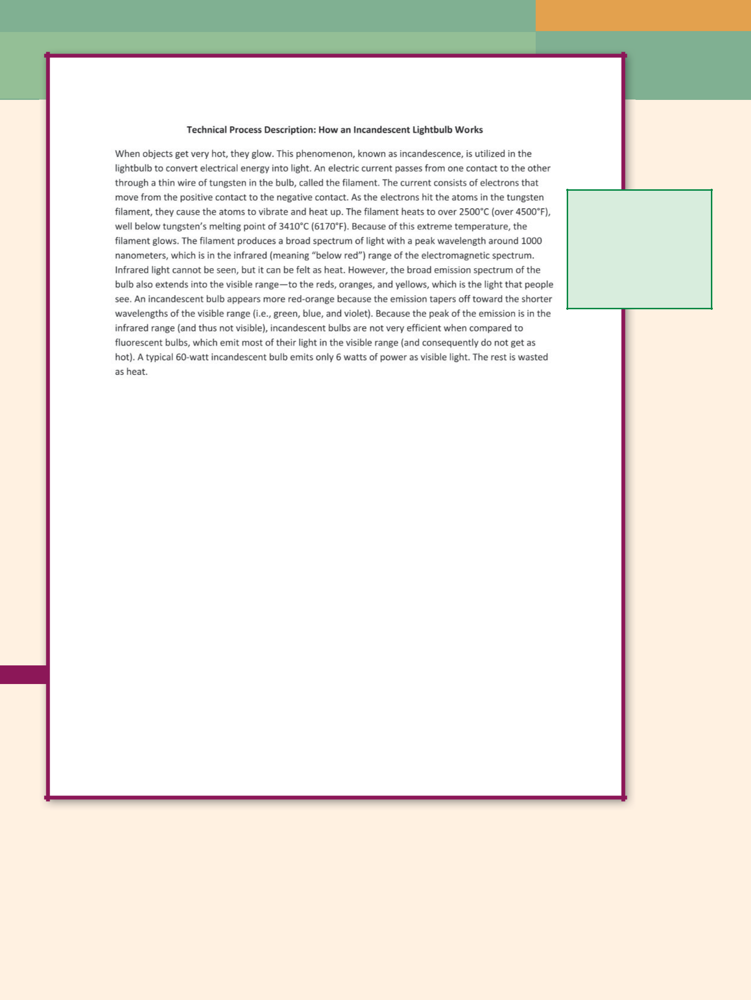 Technical Process Description: How an Incandescent Lightbulb Works
When objects get very hot, they glow. This phenomenon, known as incandescence, is utilized in the
lightbulb to convert electrical energy into light. An electric current passes from one contact to the other
through a thin wire of tungsten in the bulb, called the filament. The current consists of electrons that
move from the positive contact to the negative contact. As the electrons hit the atoms in the tungsten
filament, they cause the atoms to vibrate and heat up. The filament heats to over 2500°C (over 4500°F),
well below tungsten’s melting point of 3410°C (6170°F). Because of this extreme temperature, the
filament glows. The filament produces a broad spectrum of light with a peak wavelength around 1000
nanometers, which is in the infrared (meaning “below red”) range of the electromagnetic spectrum.
Infrared light cannot be seen, but it can be felt as heat. However, the broad emission spectrum of the
bulb also extends into the visible range—to the reds, oranges, and yellows, which is the light that people
see. An incandescent bulb appears more red-orange because the emission tapers off toward the shorter
wavelengths of the visible range (i.e., green, blue, and violet). Because the peak of the emission is in the
infrared range (and thus not visible), incandescent bulbs are not very efficient when compared to
fluorescent bulbs, which emit most of their light in the visible range (and consequently do not get as
hot). A typical 60-watt incandescent bulb emits only 6 watts of power as visible light. The rest is wasted
as heat.